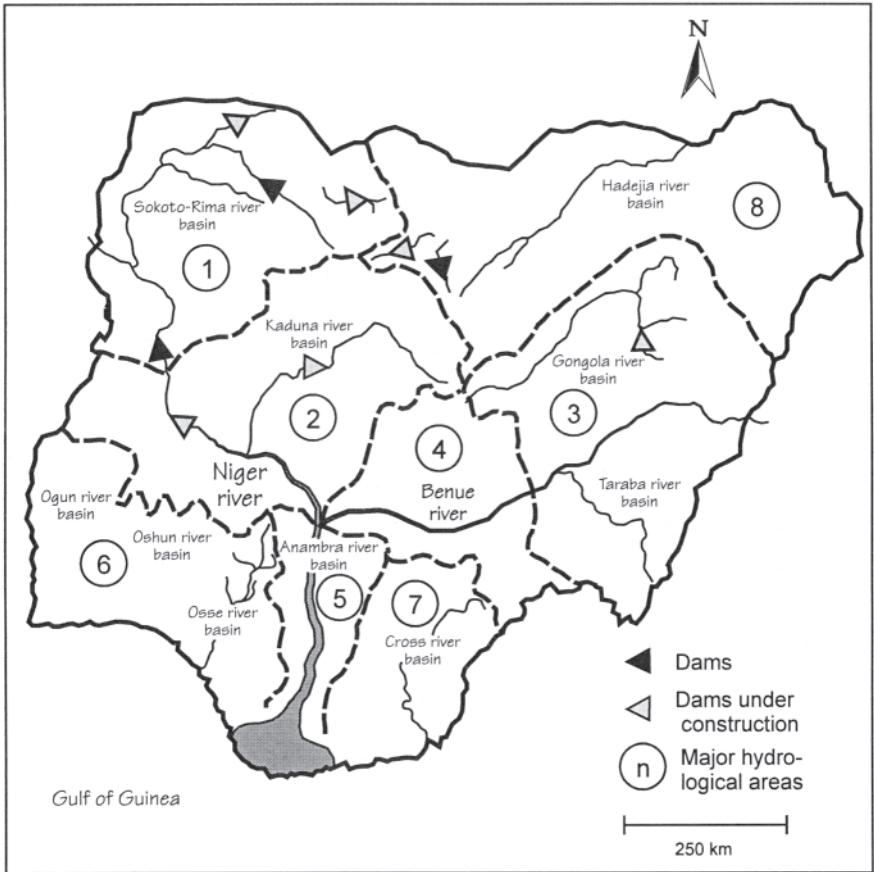 N
Hadejia river
basin
8
Sokoto-Rima river
basin
1
Kaduna river
basin
Gongola river
basin
2
3
4
Niger
river
Benue
river
Taraba river
basin
Ogun river
basin
Oshun river
basin
Anambra river
basin
6
5
7
Osse river
basin
Cross river
basin
Dams
Dams under
construction
n
Major hydro-
logical areas
Gulf of Guinea
250 km